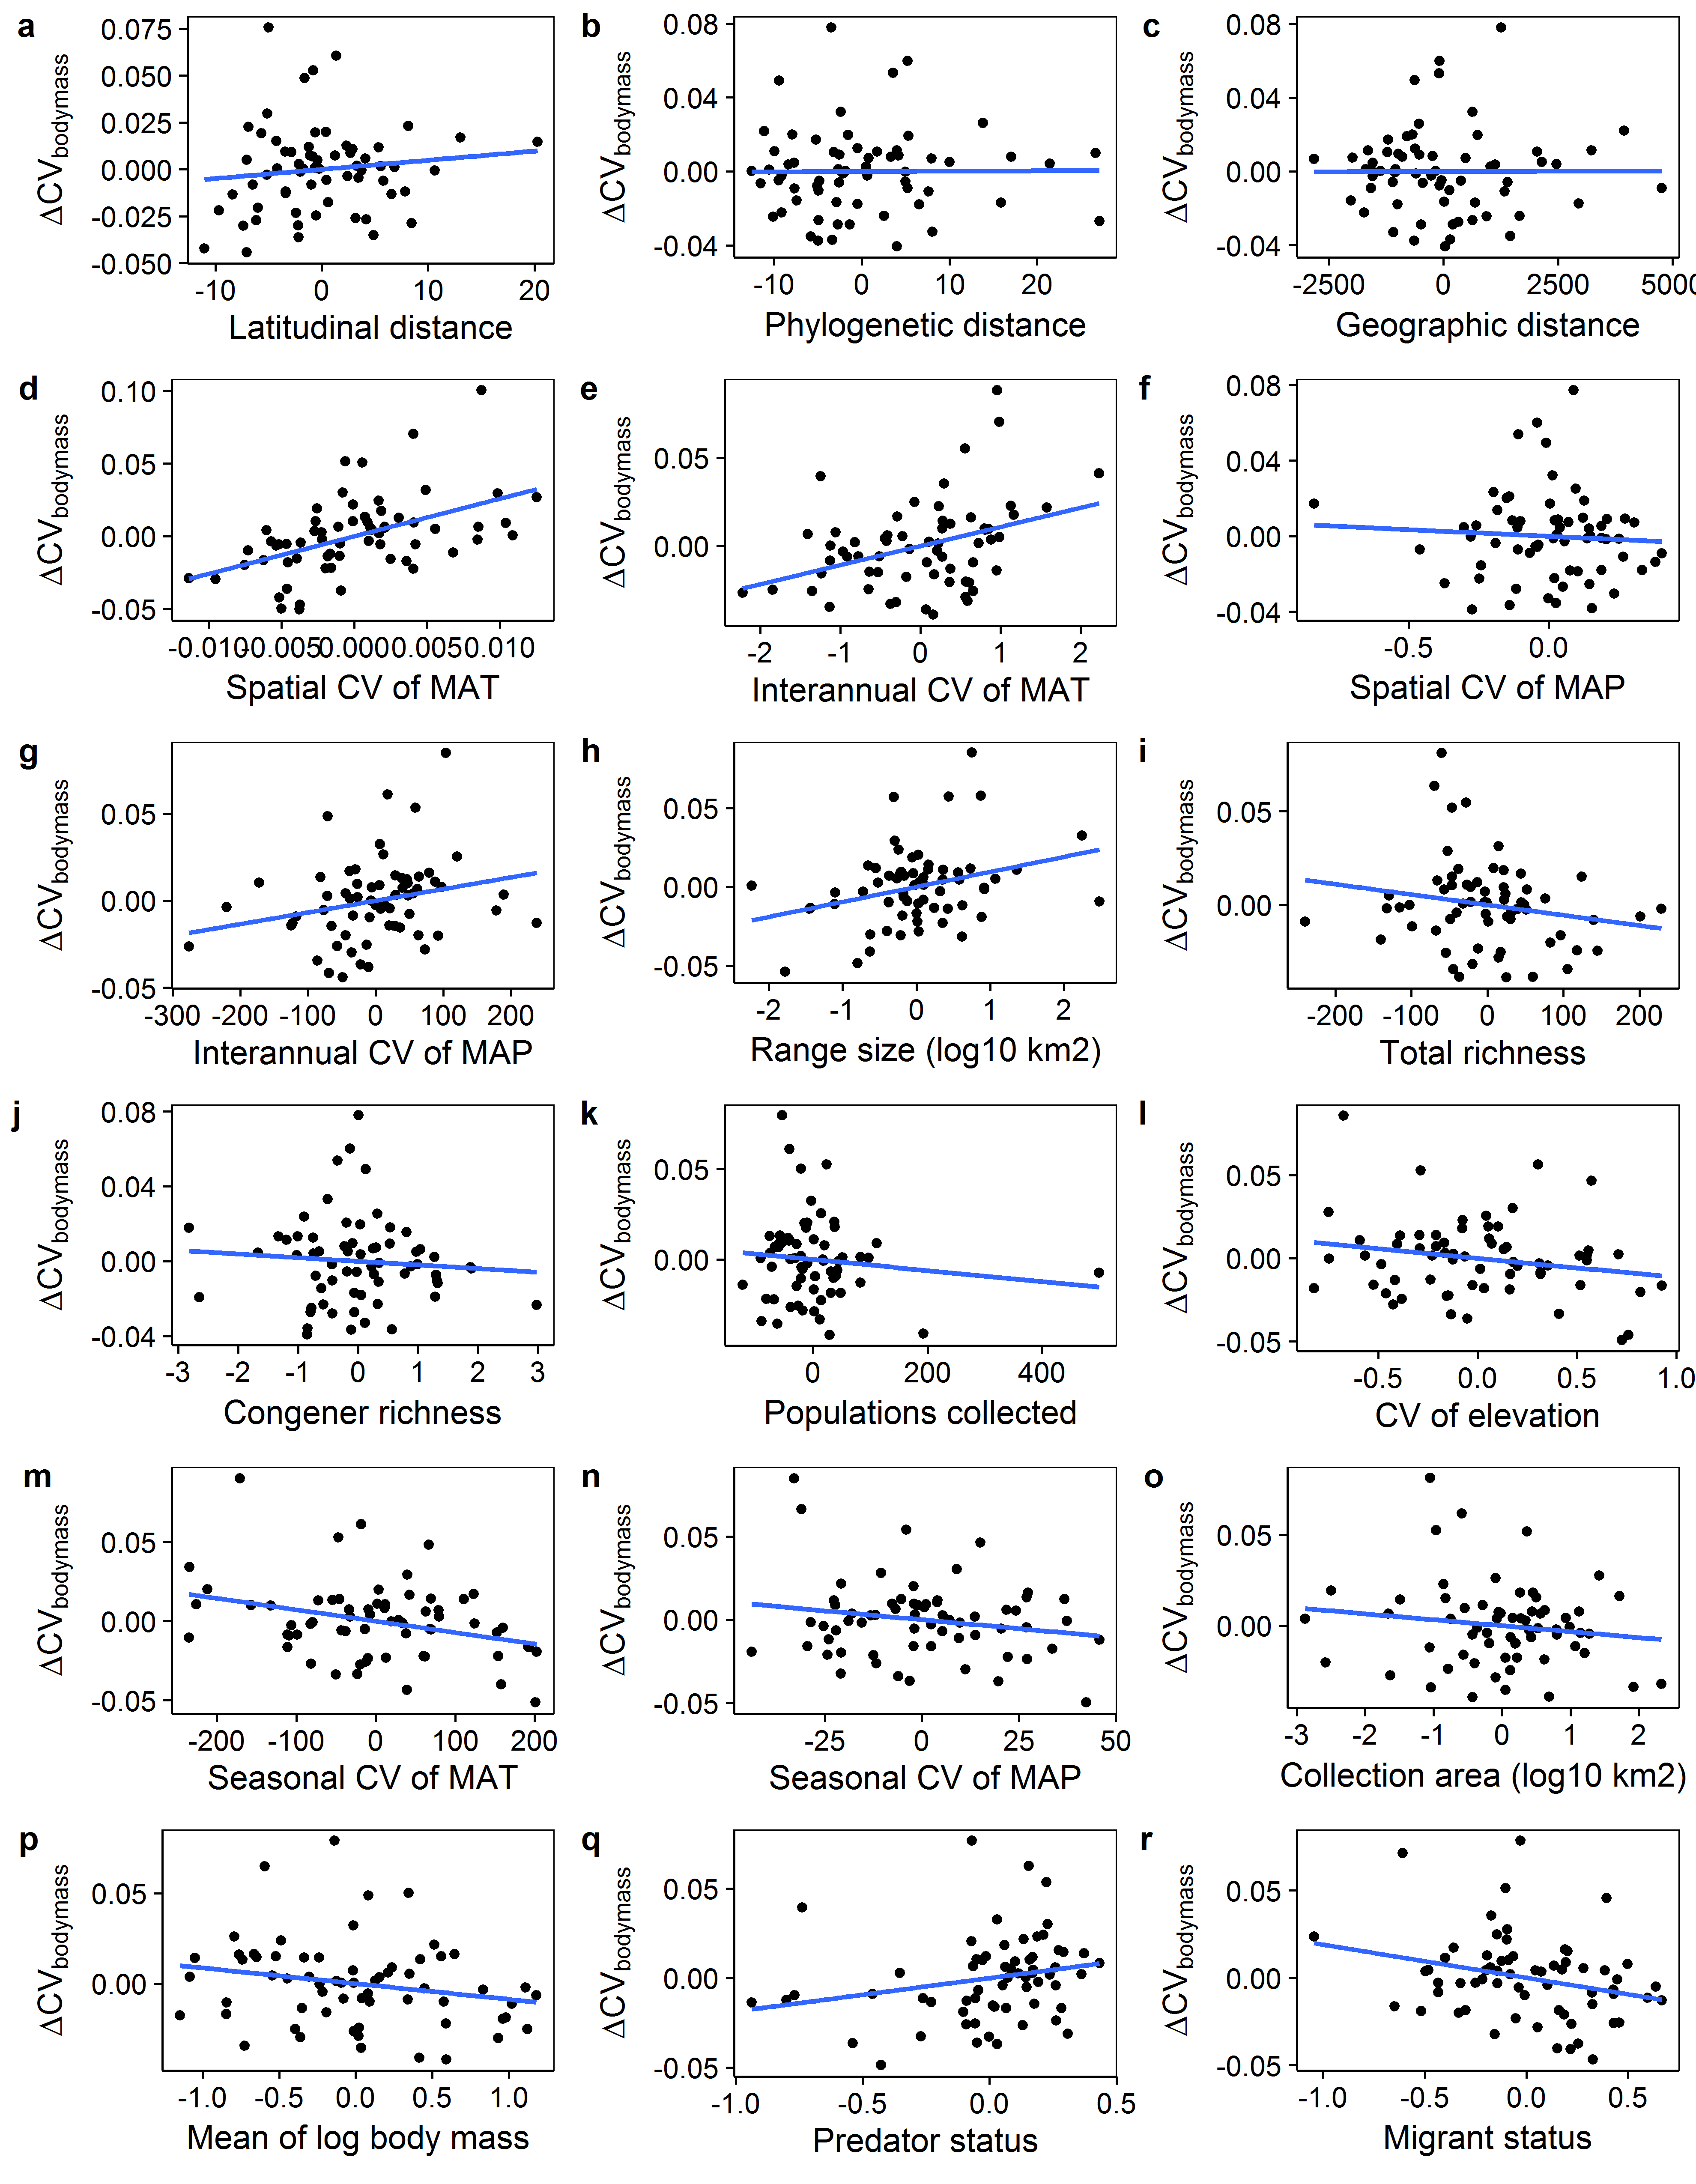 a
0.075
0.050
0.025
0.000
-0.025
-0.050
ΔCVbodymass
-10 0 10 20
Latitudinal distance
b
0.08
0.04
0.00
-0.04
ΔCVbodymass
-10 0 10 20
Phylogenetic distance
c
0.08
0.04
0.00
-0.04
ΔCVbodymass
-2500 0 2500 5000
Geographic distance
d
0.10
0.05
0.00
-0.05
ΔCVbodymass
-0.010 -0.005 0.000 0.005 0.010
Spatial CV of MAT
e
0.05
0.00
ΔCVbodymass
-2 -1 0 1 2
Interannual CV of MAT
f
0.08
0.04
0.00
-0.04
ΔCVbodymass
-0.5 0.0
Spatial CV of MAP
g
0.05
0.00
-0.05
ΔCVbodymass
-300 -200 -100 0 100 200
Interannual CV of MAP
h
0.05
0.00
-0.05
ΔCVbodymass
-2 -1 0 1 2
Range size (log10 km2)
i
0.05
0.00
ΔCVbodymass
-200 -100 0 100 200
Total richness
j
0.08
0.04
0.00
-0.04
ΔCVbodymass
-3 -2 -1 0 1 2 3
Congener richness
k
0.05
0.00
ΔCVbodymass
0 200 400
Populations collected
l
0.05
0.00
-0.05
ΔCVbodymass
-0.5 0.0 0.5 1.0
CV of elevation
m
0.05
0.00
-0.05
ΔCVbodymass
-200 -100 0 100 200
Seasonal CV of MAT
n
0.05
0.00
-0.05
ΔCVbodymass
-25 0 25 50
Seasonal CV of MAP
o
0.05
0.00
ΔCVbodymass
-3 -2 -1 0 1 2
Collection area (log10 km2)
p
0.05
0.00
ΔCVbodymass
-1.0 -0.5 0.0 0.5 1.0
Mean of log body mass
q
0.05
0.00
-0.05
ΔCVbodymass
-1.0 -0.5 0.0 0.5
Predator status
r
0.05
0.00
-0.05
ΔCVbodymass
-1.0 -0.5 0.0 0.5
Migrant status